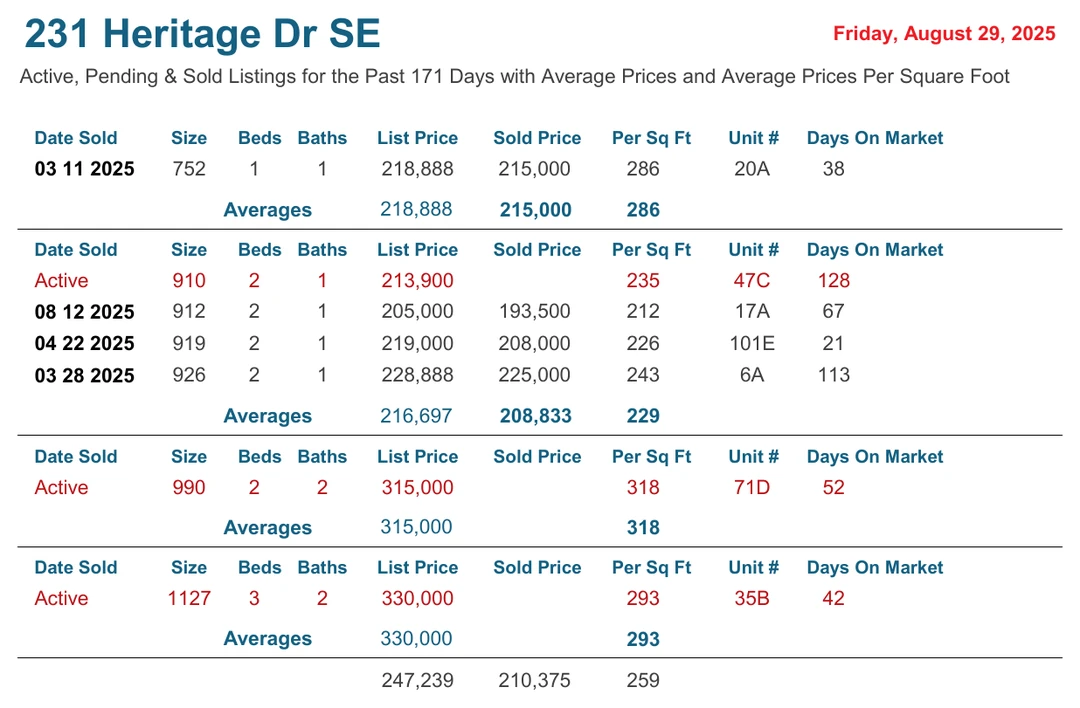 231 Heritage Dr SE
Friday, August 29, 2025
Active, Pending & Sold Listings for the Past 171 Days with Average Prices and Average Prices Per Square Foot
Date Sold Size Beds Baths List Price Sold Price Per Sq Ft Unit # Days On Market
03 11 2025 752 1 1 218,888 215,000 286 20A 38
Averages 218,888 215,000 286
Date Sold Size Beds Baths List Price Sold Price Per Sq Ft Unit # Days On Market
Active 910 2 1 213,900 235 47C 128
08 12 2025 912 2 1 205,000 193,500 212 17A 67
04 22 2025 919 2 1 219,000 208,000 226 101E 21
03 28 2025 926 2 1 228,888 225,000 243 6A 113
Averages 216,697 208,833 229
Date Sold Size Beds Baths List Price Sold Price Per Sq Ft Unit # Days On Market
Active 990 2 2 315,000 318 71D 52
Averages 315,000 318
Date Sold Size Beds Baths List Price Sold Price Per Sq Ft Unit # Days On Market
Active 1127 3 2 330,000 293 35B 42
Averages 330,000 293
247,239 210,375 259